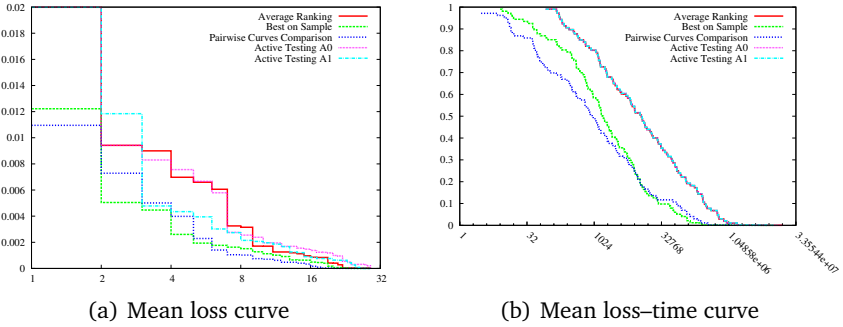 0.02
0.018
0.016
0.014
0.012
0.01
0.008
0.006
0.004
0.002
0
1 2 4 8 16 32
Average Ranking
Best on Sample
Pairwise Curves Comparison
Active Testing A0
Active Testing A1
(a) Mean loss curve
1
0.9
0.8
0.7
0.6
0.5
0.4
0.3
0.2
0.1
0
1 32 1024 32768 1.04858e+06 3.35544e+07
Average Ranking
Best on Sample
Pairwise Curves Comparison
Active Testing A0
Active Testing A1
(b) Mean loss–time curve